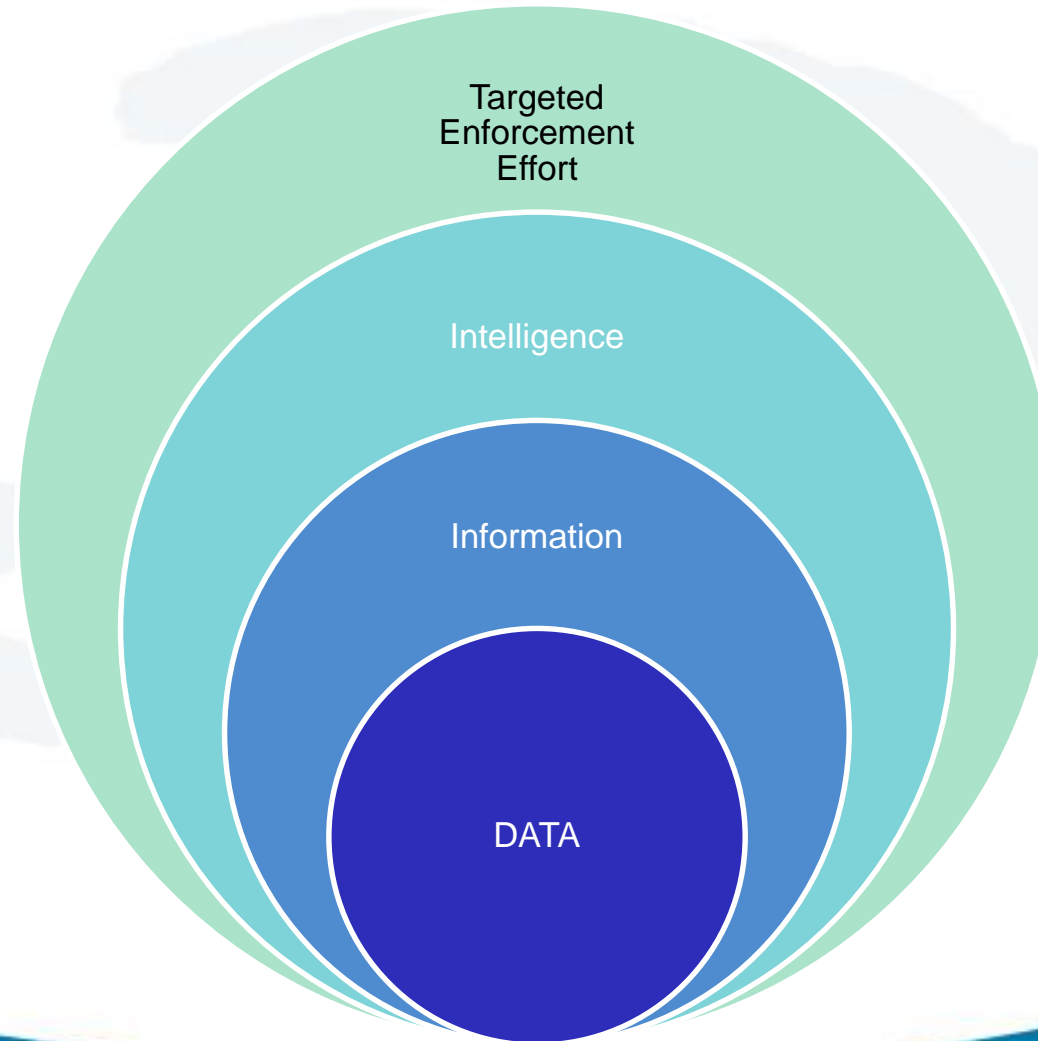 Targeted
Enforcement
Effort
Intelligence
Information
DATA